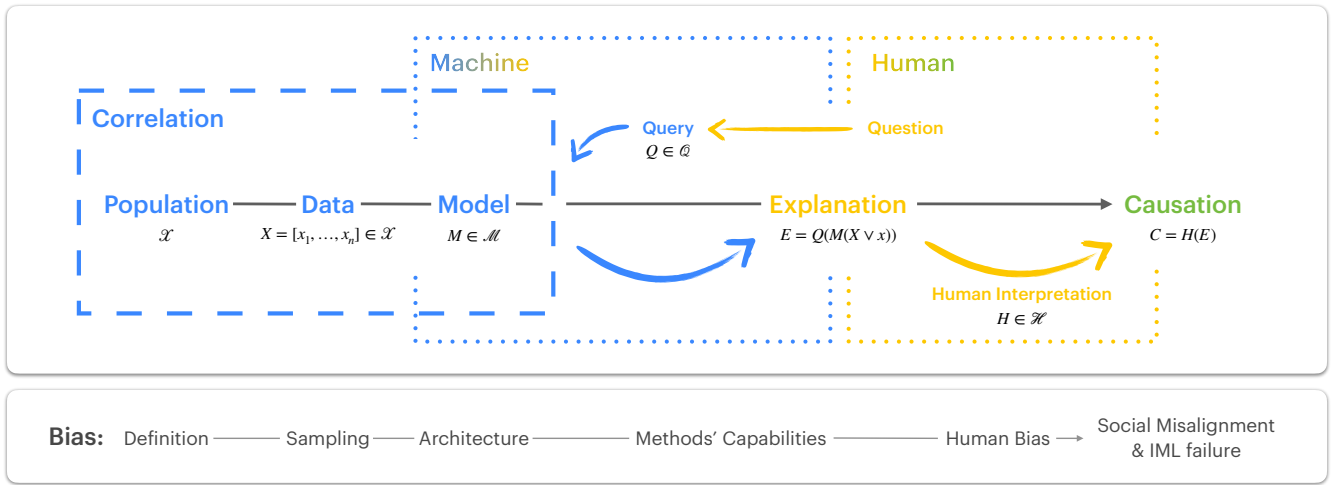 Machine
Human
Correlation
Query
Q ∈ 𝒬
Question
Population
𝒳
Data
X = [x₁, …, xₙ] ∈ 𝒳
Model
M ∈ ℳ
Explanation
E = Q(M(X ∨ x))
Causation
C = H(E)
Human Interpretation
H ∈ ℋ
Bias:
Definition
Sampling
Architecture
Methods’ Capabilities
Human Bias
Social Misalignment
& IML failure